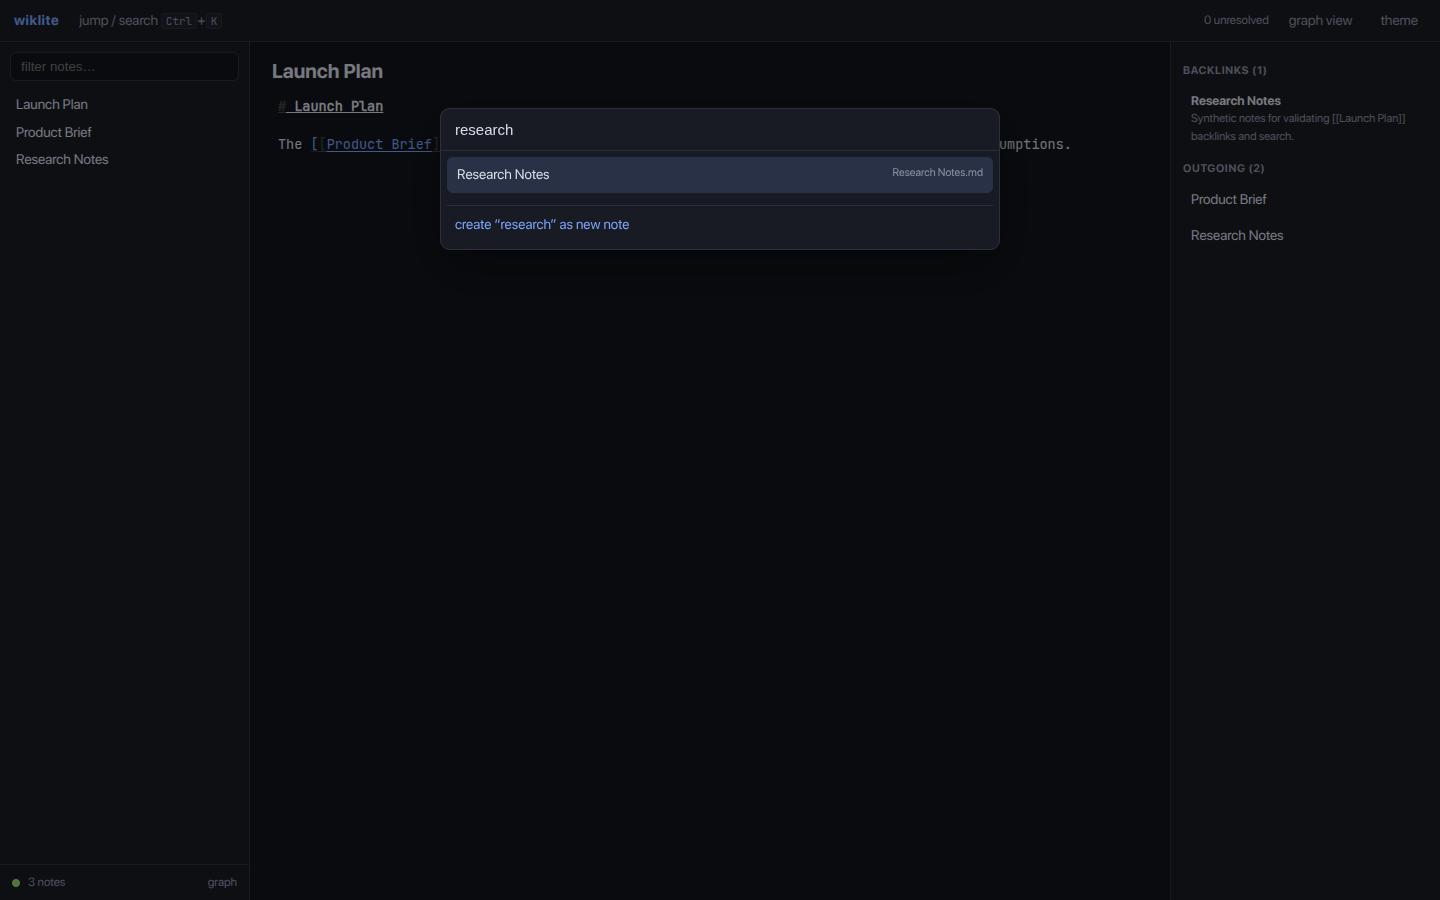 wiklite jump / search Ctrl + K 0 unresolved graph view theme
filter notes...
Launch Plan
Product Brief
Research Notes
3 notes graph
Launch Plan
# Launch Plan
The [[Product Brief] umptions.
research
Research Notes Research Notes.md
create “research” as new note
BACKLINKS (1)
Research Notes
Synthetic notes for validating [[Launch Plan]]
backlinks and search.
OUTGOING (2)
Product Brief
Research Notes